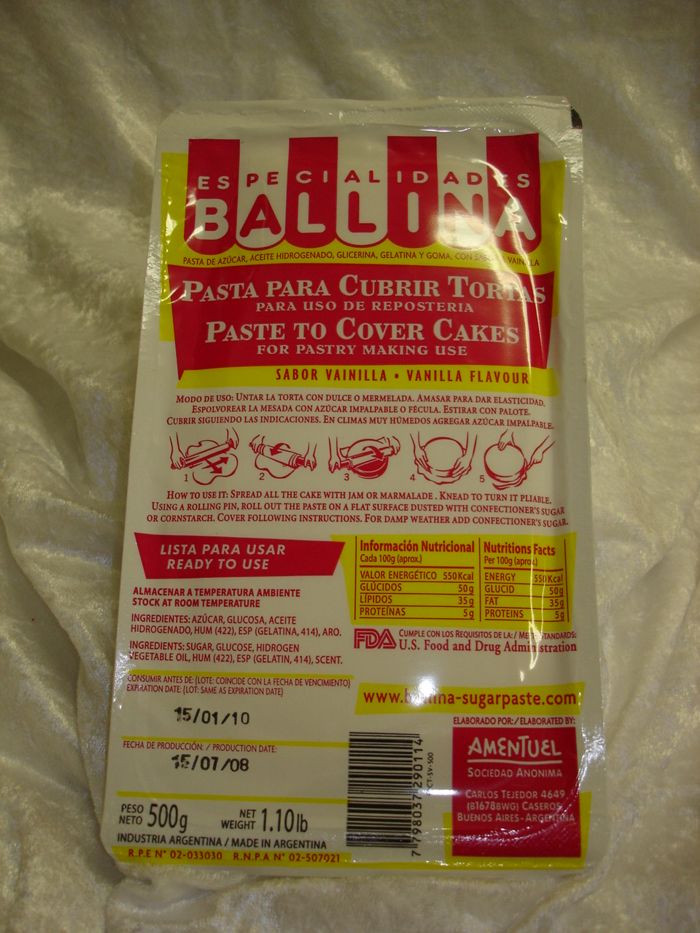 ESPECIALIDADES
BALLINA
PASTA DE AZÚCAR, ACEITE HIDROGENADO, GLICERINA, GELATINA Y GOMA, CON VAINILLA
PASTA PARA CUBRIR TORTAS
PARA USO DE REPOSTERIA
PASTE TO COVER CAKES
FOR PASTRY MAKING USE
SABOR VAINILLA • VANILLA FLAVOUR
MODO DE USO: UNTAR LA TORTA CON DULCE O MERMELADA. AMASAR PARA DAR ELASTICIDAD.
ESPOLVOREAR LA MESADA CON AZÚCAR IMPALPABLE O FÉCULA. ESTIRAR CON PALOTE.
CUBRIR SIGUIENDO LAS INDICACIONES. EN CLIMAS MUY HÚMEDOS AGREGAR AZÚCAR IMPALPABLE.
1 2 3 4 5
HOW TO USE IT: SPREAD ALL THE CAKE WITH JAM OR MARMALADE . KNEAD TO TURN IT PLIABLE.
USING A ROLLING PIN, ROLL OUT THE PASTE ON A FLAT SURFACE DUSTED WITH CONFECTIONER'S SUGAR
OR CORNSTARCH. COVER FOLLOWING INSTRUCTIONS. FOR DAMP WEATHER ADD CONFECTIONER'S SUGAR.
LISTA PARA USAR
READY TO USE
ALMACENAR A TEMPERATURA AMBIENTE
STOCK AT ROOM TEMPERATURE
INGREDIENTES: AZÚCAR, GLUCOSA, ACEITE
HIDROGENADO, HUM (422), ESP (GELATINA, 414), ARO.
INGREDIENTS: SUGAR, GLUCOSE, HIDROGEN
VEGETABLE OIL, HUM (422), ESP (GELATIN, 414), SCENT.
Información Nutricional
Cada 100g (aprox.)
VALOR ENERGÉTICO 550Kcal
GLÚCIDOS 50g
LÍPIDOS 35g
PROTEÍNAS 5g
Nutritions Facts
Per 100g (aprox.)
ENERGY 550Kcal
GLUCID 50g
FAT 35g
PROTEINS 5g
FDA CUMPLE CON LOS REQUISITOS DE LA: / STANDARDS:
U.S. Food and Drug Administration
CONSUMIR ANTES DE: (LOTE: COINCIDE CON LA FECHA DE VENCIMIENTO)
EXPIRATION DATE: (LOT: SAME AS EXPIRATION DATE)
15/01/10
www.ballina-sugarpaste.com
FECHA DE PRODUCCIÓN: / PRODUCTION DATE:
15/07/08
ELABORADO POR: / ELABORATED BY:
AMENTUEL
SOCIEDAD ANONIMA
CARLOS TEJEDOR 4649
(B1678BWG) CASEROS
BUENOS AIRES-ARGENTINA
7 798037 290114
CT-SV-500
PESO NETO 500g NET WEIGHT 1.10lb
INDUSTRIA ARGENTINA / MADE IN ARGENTINA
R.P.E N° 02-033030 R.N.P.A N° 02-507021